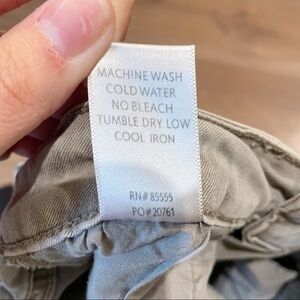 MACHINE WASH
COLD WATER
NO BLEACH
TUMBLE DRY LOW
COOL IRON
RN# 85555
PO# 20761